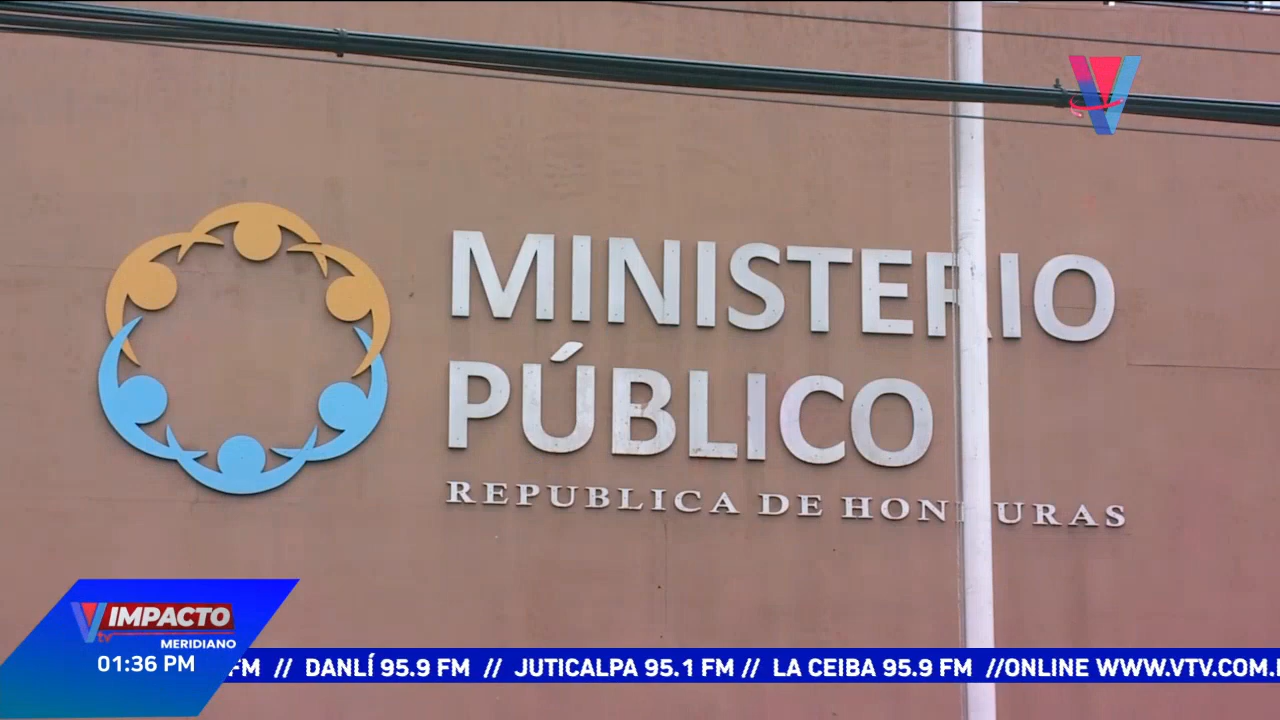 MINISTERIO
PÚBLICO
REPUBLICA DE HONDURAS
V IMPACTO
tv
MERIDIANO
01:36 PM
FM // DANLÍ 95.9 FM // JUTICALPA 95.1 FM // LA CEIBA 95.9 FM //ONLINE WWW.VTV.COM.